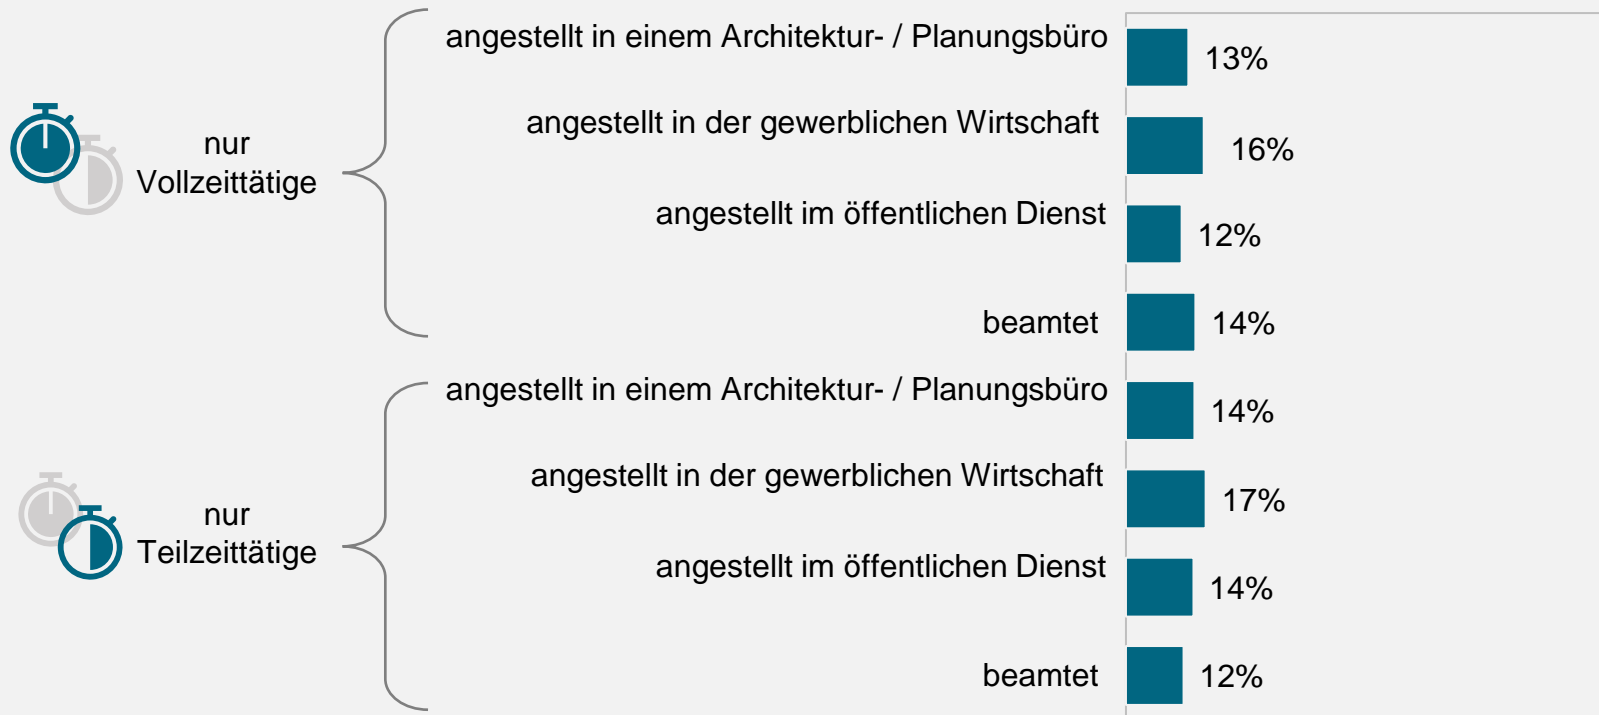 angestellt in einem Architektur- / Planungsbüro
13%
angestellt in der gewerblichen Wirtschaft
16%
nur
Vollzeittätige
angestellt im öffentlichen Dienst
12%
beamtet
14%
angestellt in einem Architektur- / Planungsbüro
14%
angestellt in der gewerblichen Wirtschaft
17%
nur
Teilzeittätige
angestellt im öffentlichen Dienst
14%
beamtet
12%